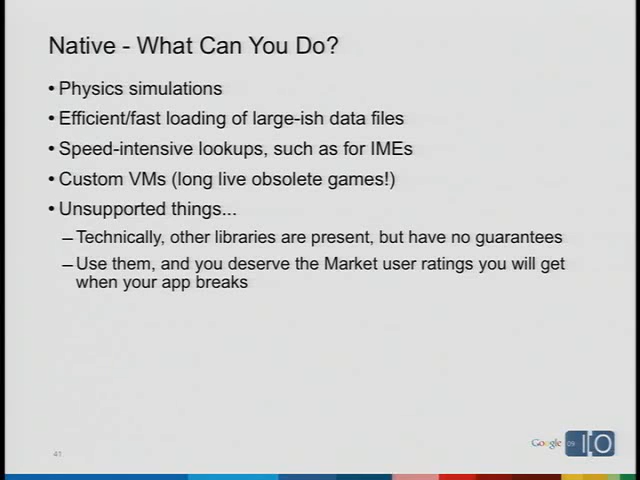 Native - What Can You Do?
• Physics simulations
• Efficient/fast loading of large-ish data files
• Speed-intensive lookups, such as for IMEs
• Custom VMs (long live obsolete games!)
• Unsupported things...
– Technically, other libraries are present, but have no guarantees
– Use them, and you deserve the Market user ratings you will get
when your app breaks
41
Google 09 I/O